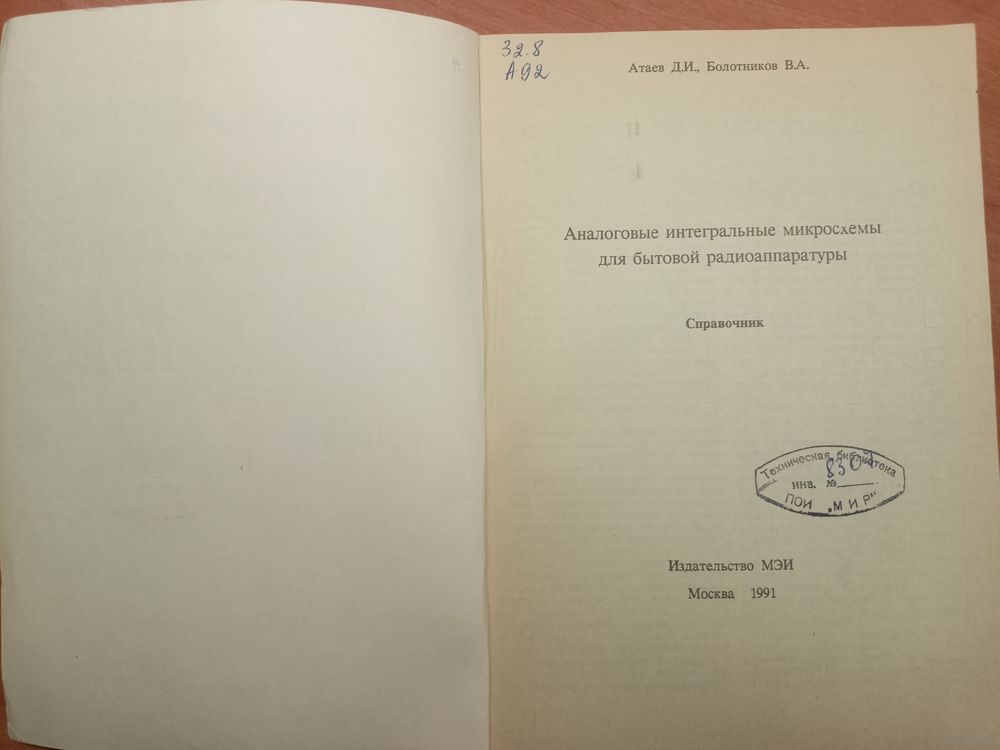 32.8
А92
Атаев Д.И., Болотников В.А.
Аналоговые интегральные микросхемы
для бытовой радиоаппаратуры
Справочник
Техническая библиотека
инв. №
ПОИ „МИР“
Издательство МЭИ
Москва 1991